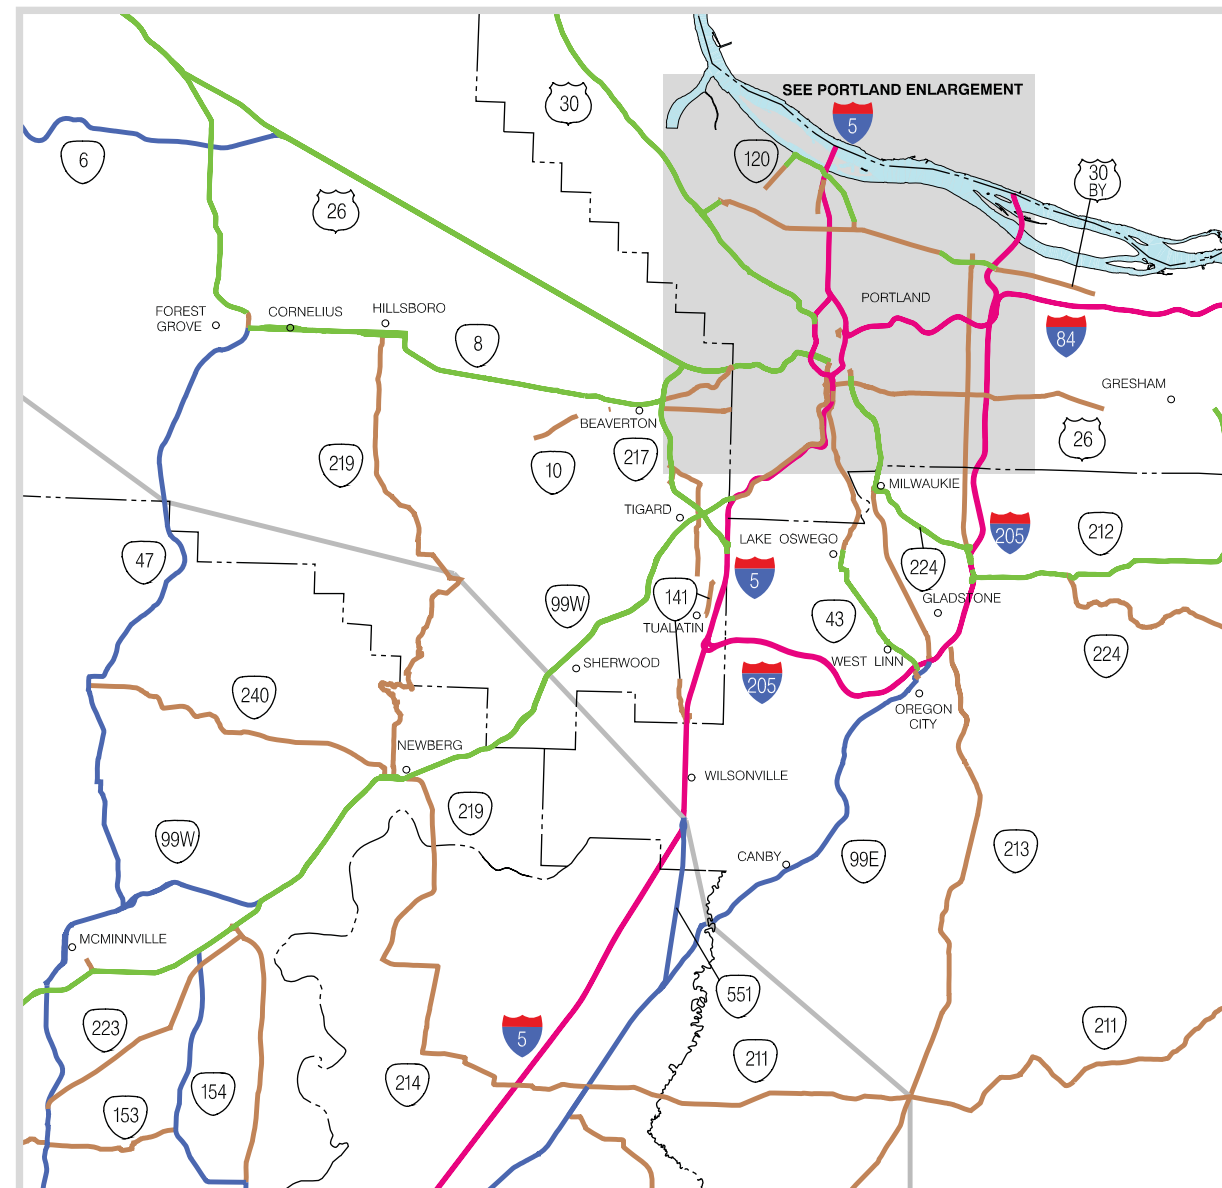 SEE PORTLAND ENLARGEMENT
30
5
120
6
30
BY
26
FOREST
GROVE
CORNELIUS
HILLSBORO
PORTLAND
8
84
GRESHAM
BEAVERTON
26
219
10
217
MILWAUKIE
TIGARD
LAKE OSWEGO
205
212
47
224
5
99W
141
GLADSTONE
43
TUALATIN
224
SHERWOOD
WEST LINN
205
240
OREGON
CITY
NEWBERG
WILSONVILLE
219
99W
213
CANBY
99E
MCMINNVILLE
551
223
5
211
211
214
154
153